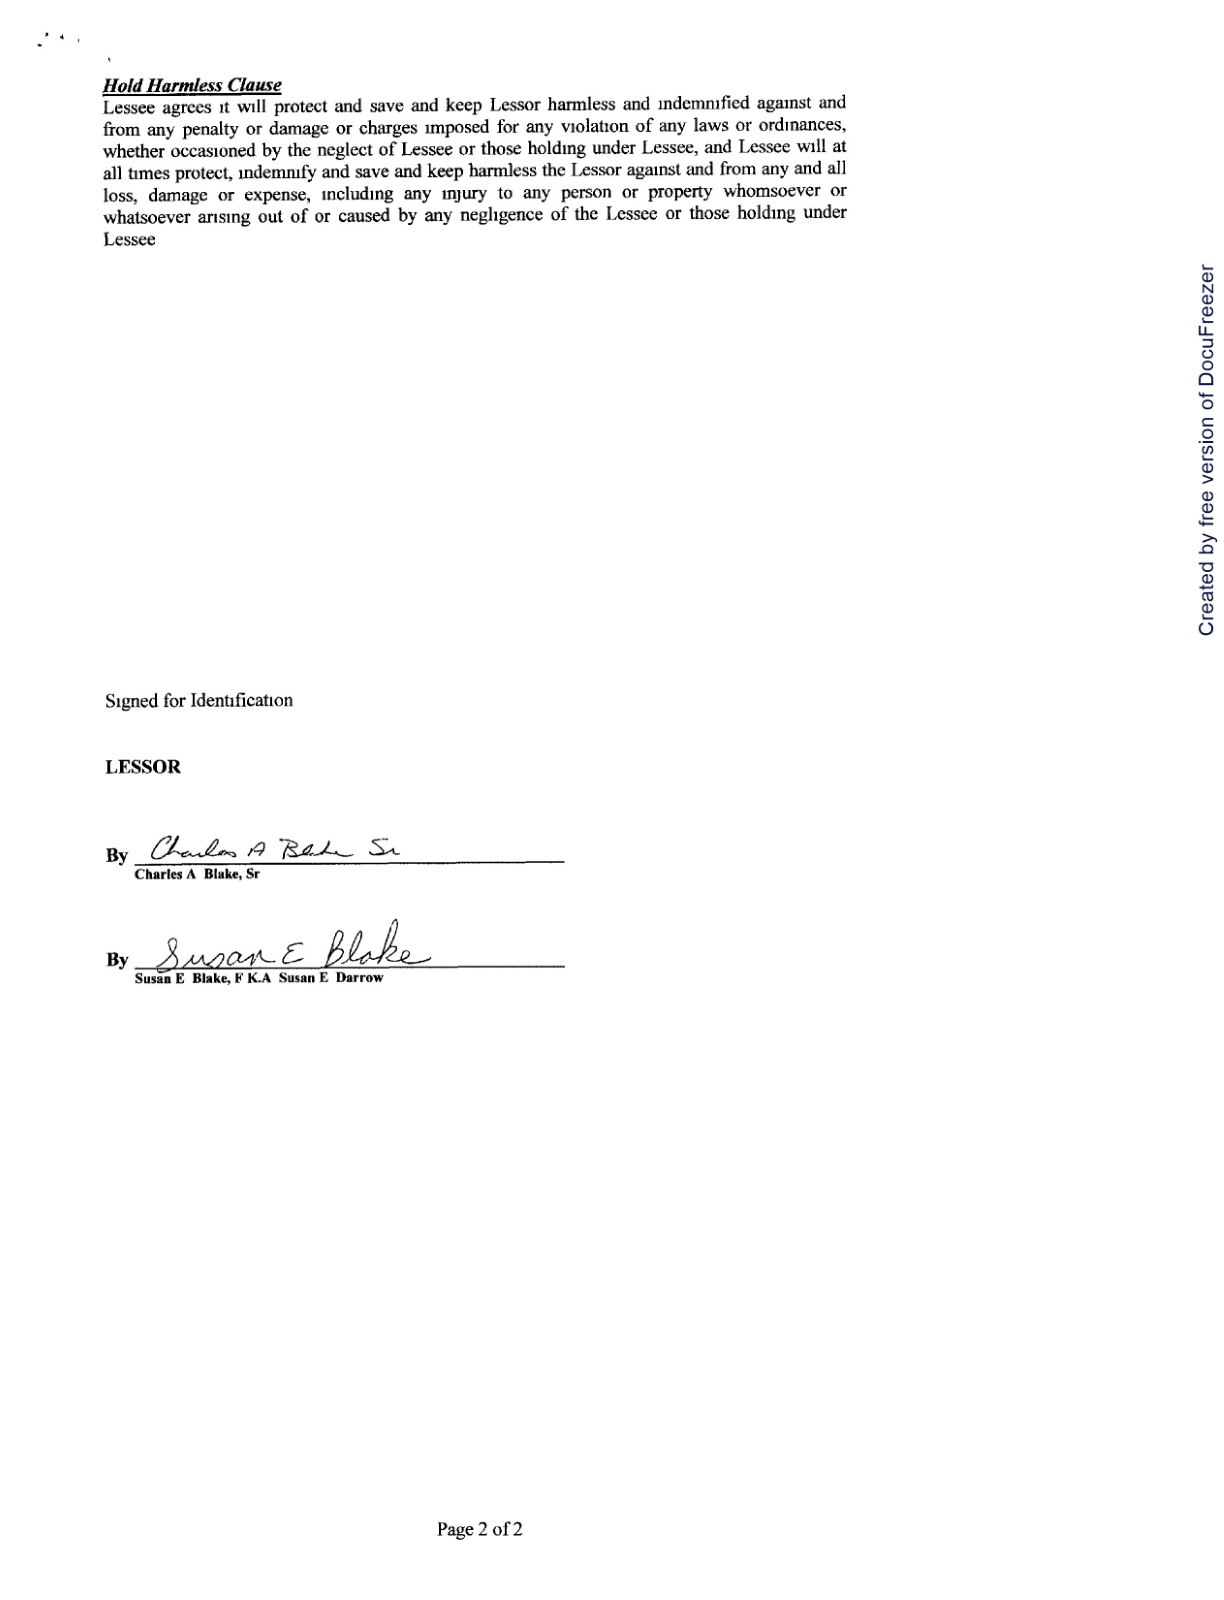 Hold Harmless Clause
Lessee agrees it will protect and save and keep Lessor harmless and indemnified against and
from any penalty or damage or charges imposed for any violation of any laws or ordinances,
whether occasioned by the neglect of Lessee or those holding under Lessee, and Lessee will at
all times protect, indemnify and save and keep harmless the Lessor against and from any and all
loss, damage or expense, including any injury to any person or property whomsoever or
whatsoever arising out of or caused by any negligence of the Lessee or those holding under
Lessee
Created by free version of DocuFreezer
Signed for Identification
LESSOR
By Charles A Blake Sr
Charles A Blake, Sr
By Susan E Blake
Susan E Blake, F K.A Susan E Darrow
Page 2 of 2